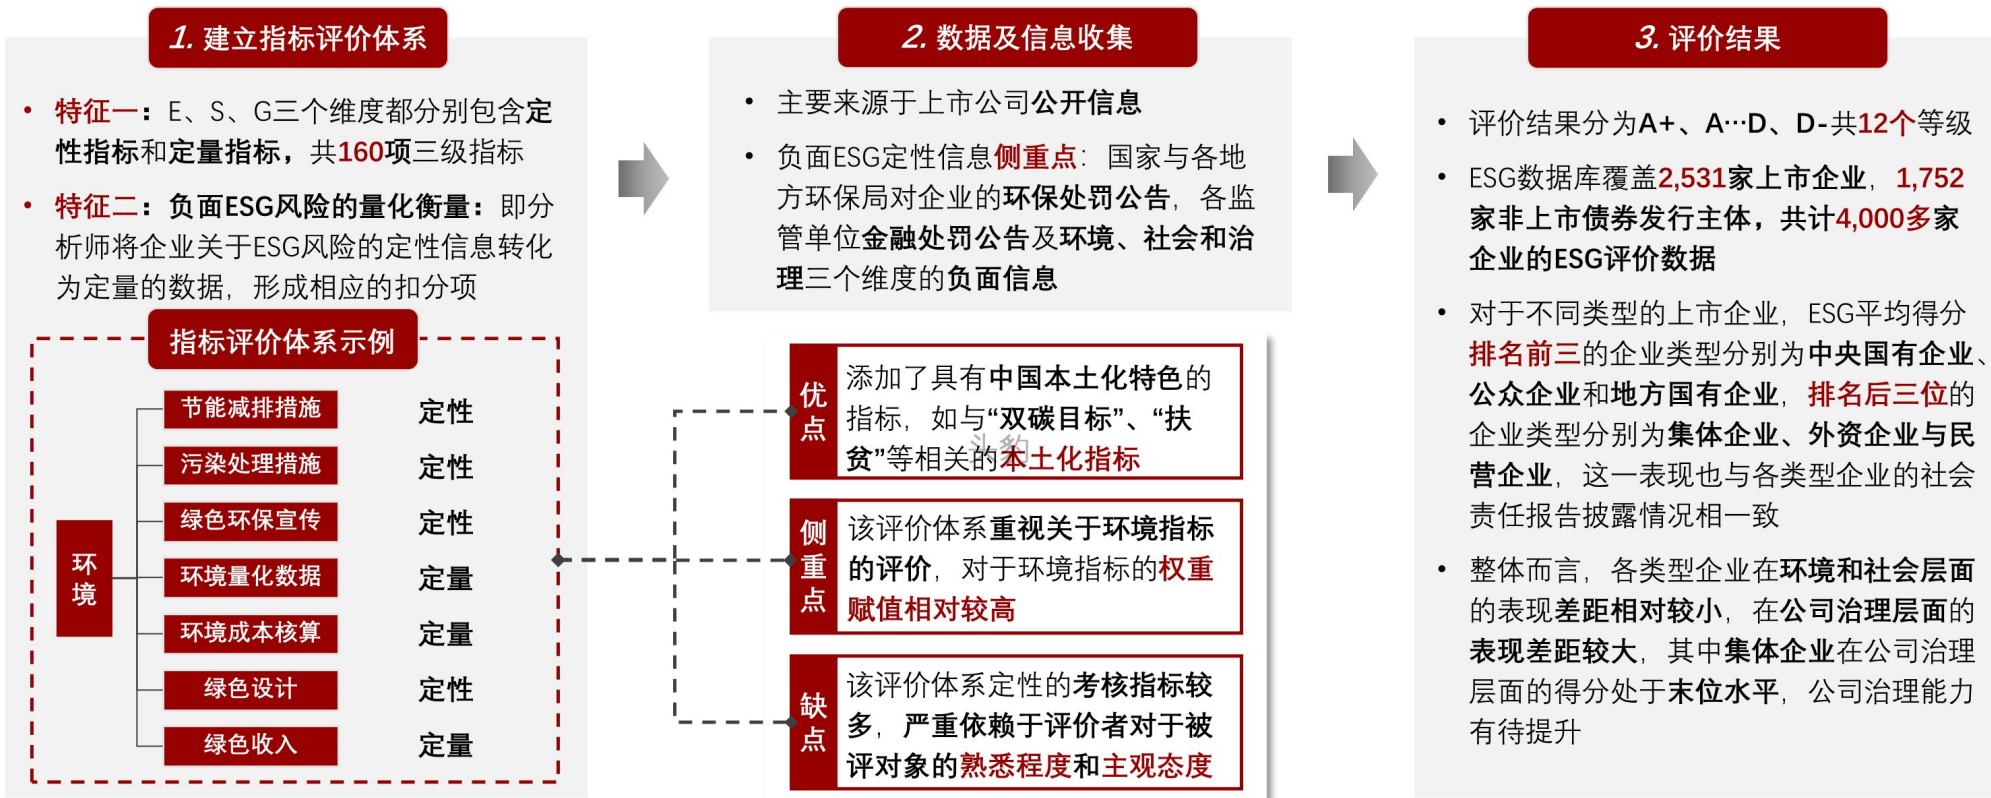 1. 建立指标评价体系
• 特征一：E、S、G三个维度都分别包含定
性指标和定量指标，共160项三级指标
• 特征二：负面ESG风险的量化衡量：即分
析师将企业关于ESG风险的定性信息转化
为定量的数据，形成相应的扣分项
指标评价体系示例
环
境
节能减排措施 定性
污染处理措施 定性
绿色环保宣传 定性
环境量化数据 定量
环境成本核算 定量
绿色设计 定性
绿色收入 定量
2. 数据及信息收集
• 主要来源于上市公司公开信息
• 负面ESG定性信息侧重点：国家与各地
方环保局对企业的环保处罚公告，各监
管单位金融处罚公告及环境、社会和治
理三个维度的负面信息
优
点
添加了具有中国本土化特色的
指标，如与“双碳目标”、“扶
贫”等相关的本土化指标
头豹
侧
重
点
该评价体系重视关于环境指标
的评价，对于环境指标的权重
赋值相对较高
缺
点
该评价体系定性的考核指标较
多，严重依赖于评价者对于被
评对象的熟悉程度和主观态度
3. 评价结果
• 评价结果分为A+、A…D、D-共12个等级
• ESG数据库覆盖2,531家上市企业，1,752
家非上市债券发行主体，共计4,000多家
企业的ESG评价数据
• 对于不同类型的上市企业，ESG平均得分
排名前三的企业类型分别为中央国有企业、
公众企业和地方国有企业，排名后三位的
企业类型分别为集体企业、外资企业与民
营企业，这一表现也与各类型企业的社会
责任报告披露情况相一致
• 整体而言，各类型企业在环境和社会层面
的表现差距相对较小，在公司治理层面的
表现差距较大，其中集体企业在公司治理
层面的得分处于末位水平，公司治理能力
有待提升